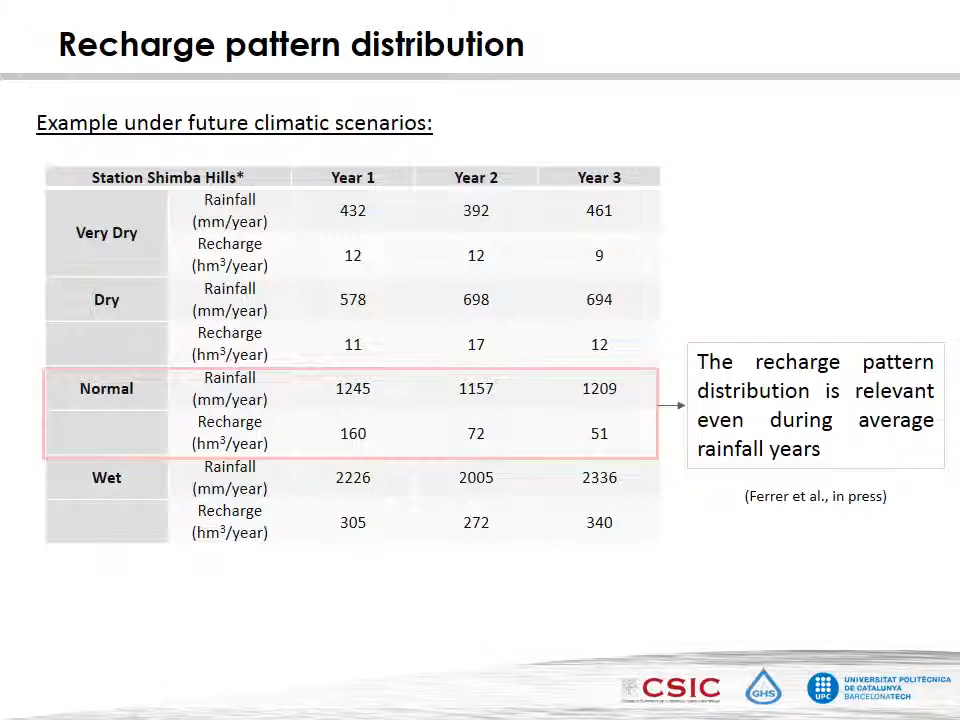 Recharge pattern distribution
Example under future climatic scenarios:
Station Shimba Hills* Year 1 Year 2 Year 3
Very Dry
Rainfall
(mm/year)
432 392 461
Recharge
(hm³/year)
12 12 9
Dry
Rainfall
(mm/year)
578 698 694
Recharge
(hm³/year)
11 17 12
Normal
Rainfall
(mm/year)
1245 1157 1209
Recharge
(hm³/year)
160 72 51
Wet
Rainfall
(mm/year)
2226 2005 2336
Recharge
(hm³/year)
305 272 340
The recharge pattern
distribution is relevant
even during average
rainfall years
(Ferrer et al., in press)
CSIC
GHS
UPC
UNIVERSITAT POLITÈCNICA
DE CATALUNYA
BARCELONATECH